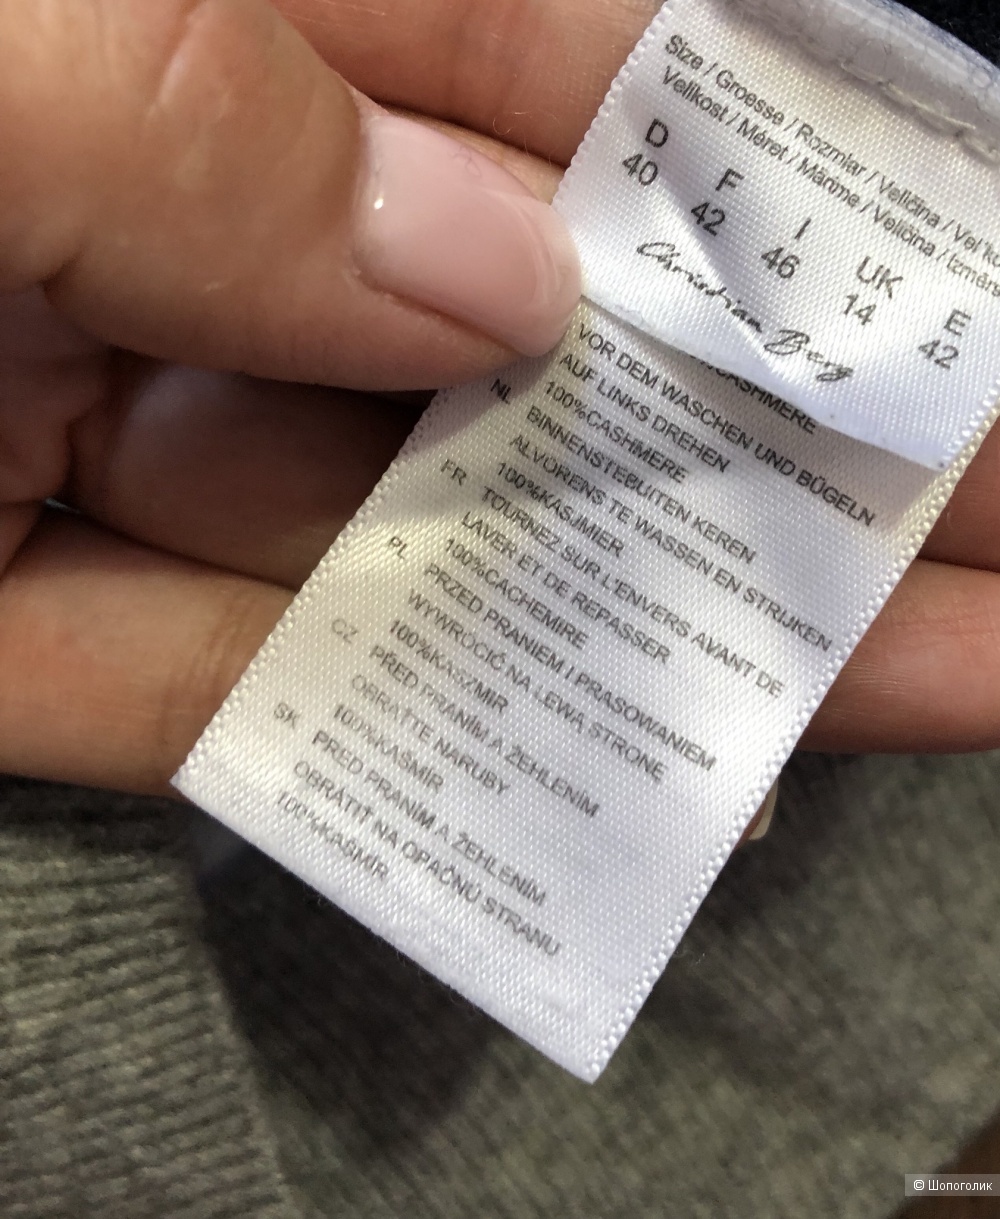 Size / Groesse / Rozmiar / Veličina / Veľ
Velikost / Méret / Mărime / Veličina / Izmērs
D F I UK E
40 42 46 14 42
Christian Berg
CASHMERE
VOR DEM WASCHEN UND BÜGELN
AUF LINKS DREHEN
100%CASHMERE
NL BINNENSTEBUITEN KEREN
ALVORENS TE WASSEN EN STRIJKEN
100%KASJMIER
FR TOURNEZ SUR L'ENVERS AVANT DE
LAVER ET DE REPASSER
100%CACHEMIRE
PL PRZED PRANIEM I PRASOWANIEM
WYWRÓCIĆ NA LEWĄ STRONE
100%KASZMIR
CZ PŘED PRANÍM A ŽEHLENÍM
OBRAŤTE NARUBY
100%KAŠMÍR
SK PRED PRANÍM A ŽEHLENÍM
OBRÁTIŤ NA OPAČNÚ STRANU
100%KAŠMÍR
© Шопоголик